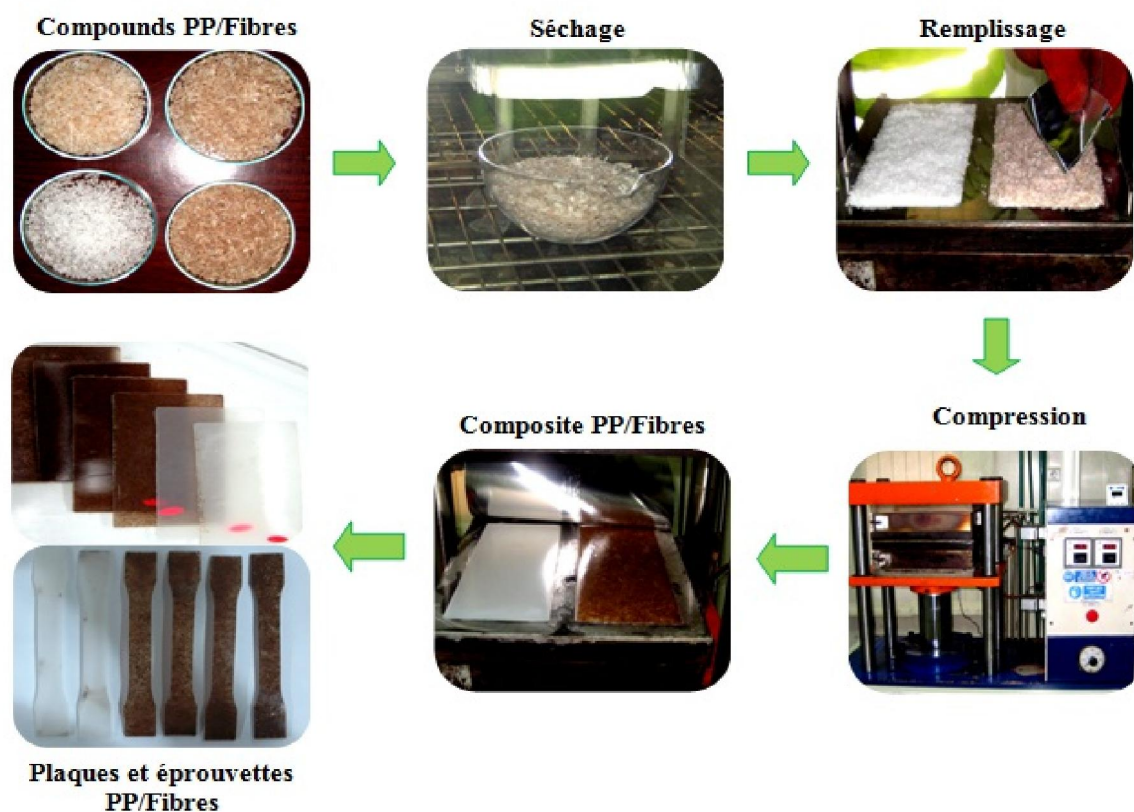 Compounds PP/Fibres
Séchage
Remplissage
Compression
Composite PP/Fibres
Plaques et éprouvettes
PP/Fibres